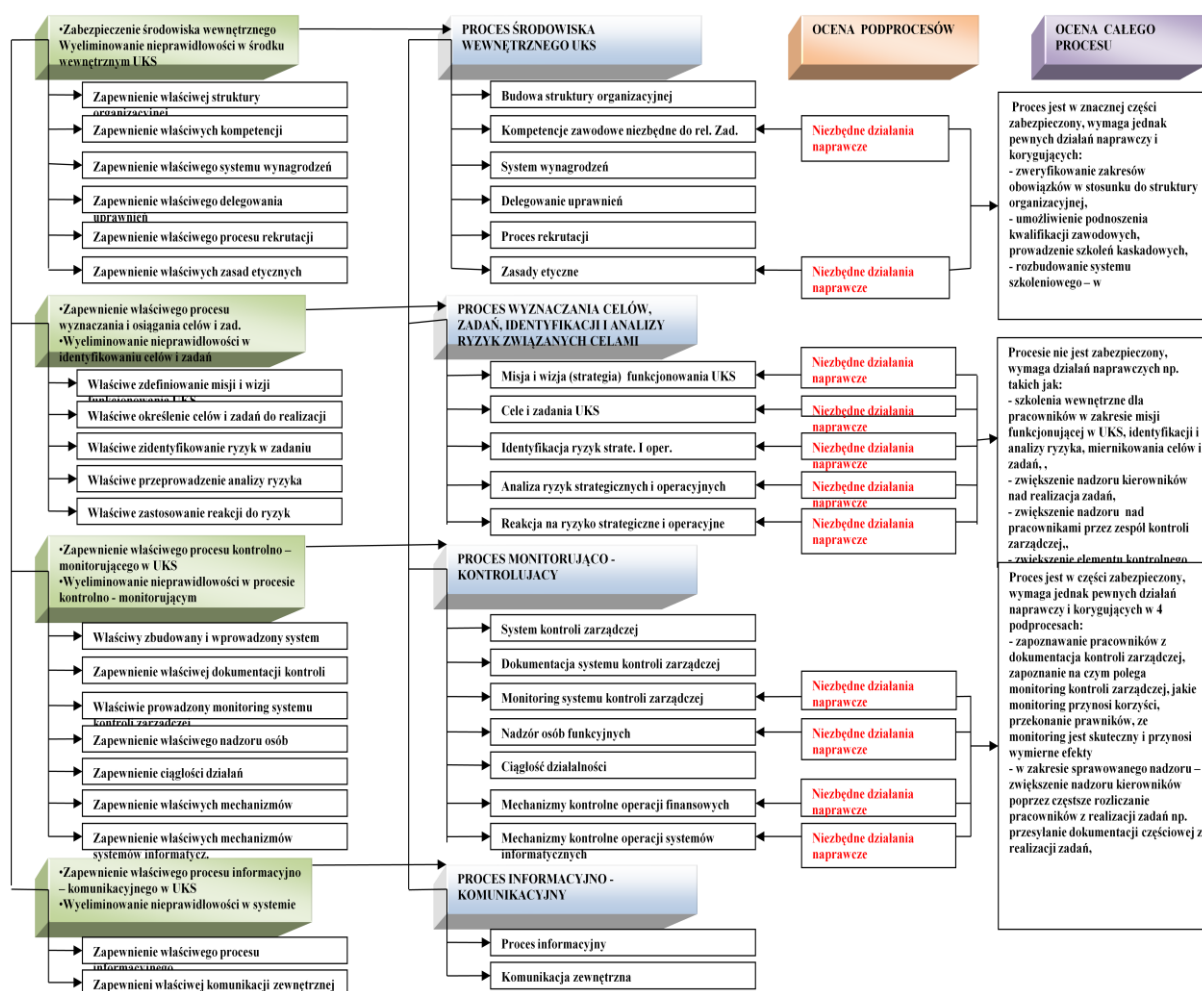 •Zabezpieczenie środowiska wewnętrznego
Wyeliminowanie nieprawidłowości w środku
wewnętrznym UKS
Zapewnienie właściwej struktury
organizacyjnej
Zapewnienie właściwych kompetencji
Zapewnienie właściwego systemu wynagrodzeń
Zapewnienie właściwego delegowania
uprawnień
Zapewnienie właściwego procesu rekrutacji
Zapewnienie właściwych zasad etycznych
•Zapewnienie właściwego procesu
wyznaczania i osiągania celów i zad.
•Wyeliminowanie nieprawidłowości w
identyfikowaniu celów i zadań
Właściwe zdefiniowanie misji i wizji
funkcjonowania UKS
Właściwe określenie celów i zadań do realizacji
Właściwe zidentyfikowanie ryzyk w zadaniu
Właściwe przeprowadzenie analizy ryzyka
Właściwe zastosowanie reakcji do ryzyk
•Zapewnienie właściwego procesu kontrolno –
monitorującego w UKS
•Wyeliminowanie nieprawidłowości w procesie
kontrolno - monitorującym
Właściwy zbudowany i wprowadzony system
Zapewnienie właściwej dokumentacji kontroli
Właściwie prowadzony monitoring systemu
kontroli zarządczej
Zapewnienie właściwego nadzoru osób
Zapewnienie ciągłości działań
Zapewnienie właściwych mechanizmów
Zapewnienie właściwych mechanizmów
systemów informatycz.
•Zapewnienie właściwego procesu informacyjno
– komunikacyjnego w UKS
•Wyeliminowanie nieprawidłowości w systemie
Zapewnienie właściwego procesu
informacyjnego
Zapewnieni właściwej komunikacji zewnętrznej
PROCES ŚRODOWISKA
WEWNĘTRZNEGO UKS
Budowa struktury organizacyjnej
Kompetencje zawodowe niezbędne do rel. Zad.
System wynagrodzeń
Delegowanie uprawnień
Proces rekrutacji
Zasady etyczne
PROCES WYZNACZANIA CELÓW,
ZADAŃ, IDENTYFIKACJI I ANALIZY
RYZYK ZWIĄZANYCH CELAMI
Misja i wizja (strategia) funkcjonowania UKS
Cele i zadania UKS
Identyfikacja ryzyk strate. I oper.
Analiza ryzyk strategicznych i operacyjnych
Reakcja na ryzyko strategiczne i operacyjne
PROCES MONITORUJĄCO -
KONTROLUJACY
System kontroli zarządczej
Dokumentacja systemu kontroli zarządczej
Monitoring systemu kontroli zarządczej
Nadzór osób funkcyjnych
Ciągłość działalności
Mechanizmy kontrolne operacji finansowych
Mechanizmy kontrolne operacji systemów
informatycznych
PROCES INFORMACYJNO -
KOMUNIKACYJNY
Proces informacyjny
Komunikacja zewnętrzna
OCENA PODPROCESÓW
Niezbędne działania
naprawcze
Niezbędne działania
naprawcze
Niezbędne działania
naprawcze
Niezbędne działania
naprawcze
Niezbędne działania
naprawcze
Niezbędne działania
naprawcze
Niezbędne działania
naprawcze
Niezbędne działania
naprawcze
Niezbędne działania
naprawcze
Niezbędne działania
naprawcze
Niezbędne działania
naprawcze
OCENA CAŁEGO
PROCESU
Proces jest w znacznej części
zabezpieczony, wymaga jednak
pewnych działań naprawczy i
korygujących:
- zweryfikowanie zakresów
obowiązków w stosunku do struktury
organizacyjnej,
- umożliwienie podnoszenia
kwalifikacji zawodowych,
prowadzenie szkoleń kaskadowych,
- rozbudowanie systemu
szkoleniowego – w
Procesie nie jest zabezpieczony,
wymaga działań naprawczych np.
takich jak:
- szkolenia wewnętrzne dla
pracowników w zakresie misji
funkcjonującej w UKS, identyfikacji i
analizy ryzyka, miernikowania celów i
zadań, ,
- zwiększenie nadzoru kierowników
nad realizacja zadań,
- zwiększenie nadzoru nad
pracownikami przez zespół kontroli
zarządczej,,
- zwiększenie elementu kontrolnego
Proces jest w części zabezpieczony,
wymaga jednak pewnych działań
naprawczy i korygujących w 4
podprocesach:
- zapoznawanie pracowników z
dokumentacja kontroli zarządczej,
zapoznanie na czym polega
monitoring kontroli zarządczej, jakie
monitoring przynosi korzyści,
przekonanie prawników, ze
monitoring jest skuteczny i przynosi
wymierne efekty
- w zakresie sprawowanego nadzoru –
zwiększenie nadzoru kierowników
poprzez częstsze rozliczanie
pracowników z realizacji zadań np.
przesyłanie dokumentacji częściowej z
realizacji zadań,